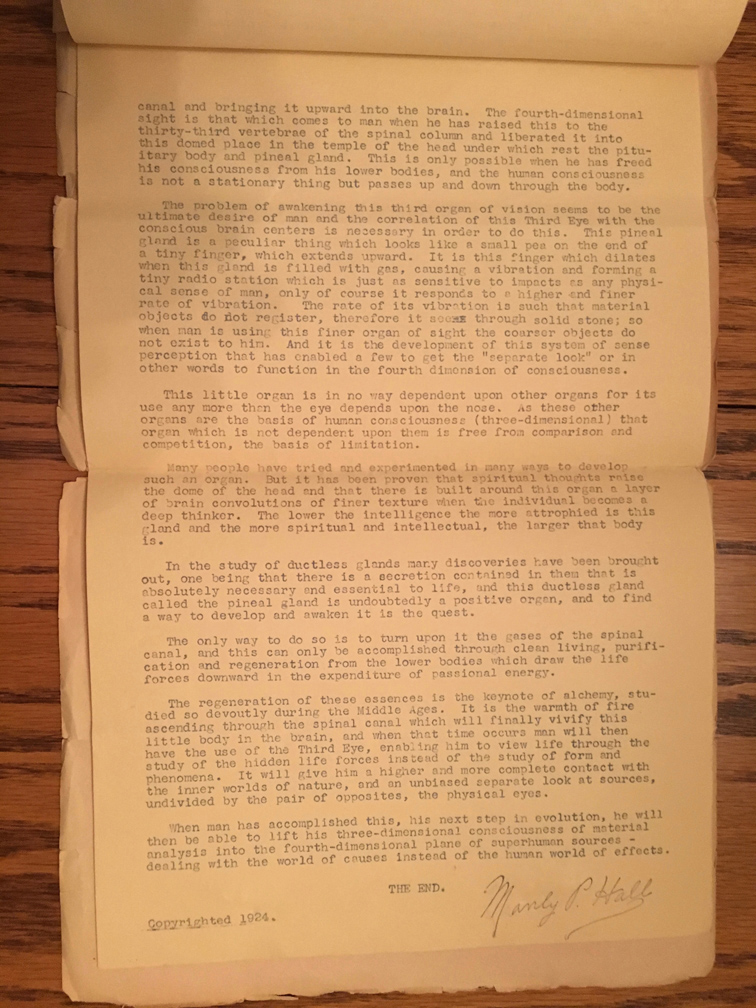 canal and bringing it upward into the brain.  The fourth-dimensional
sight is that which comes to man when he has raised this to the
thirty-third vertebrae of the spinal column and liberated it into
this domed place in the temple of the head under which rest the pitu-
itary body and pineal gland.  This is only possible when he has freed
his consciousness from his lower bodies, and the human consciousness
is not a stationary thing but passes up and down through the body.

The problem of awakening this third organ of vision seems to be the
ultimate desire of man and the correlation of this Third Eye with the
conscious brain centers is necessary in order to do this.  This pineal
gland is a peculiar thing which looks like a small pea on the end of
a tiny finger, which extends upward.  It is this finger which dilates
when this gland is filled with gas, causing a vibration and forming a
tiny radio station which is just as sensitive to impacts as any physi-
cal sense of man, only of course it responds to a higher and finer
rate of vibration.  The rate of its vibration is such that material
objects do not register, therefore it sees through solid stone; so
when man is using this finer organ of sight the coarser objects do
not exist to him.  And it is the development of this system of sense
perception that has enabled a few to get the "separate look" or in
other words to function in the fourth dimension of consciousness.

This little organ is in no way dependent upon other organs for its
use any more than the eye depends upon the nose.  As these other
organs are the basis of human consciousness (three-dimensional) that
organ which is not dependent upon them is free from comparison and
competition, the basis of limitation.

Many people have tried and experimented in many ways to develop
such an organ.  But it has been proven that spiritual thoughts raise
the dome of the head and that there is built around this organ a layer
of brain convolutions of finer texture when the individual becomes a
deep thinker.  The lower the intelligence the more attrophied is this
gland and the more spiritual and intellectual, the larger that body
is.

In the study of ductless glands many discoveries have been brought
out, one being that there is a secretion contained in them that is
absolutely necessary and essential to life, and this ductless gland
called the pineal gland is undoubtedly a positive organ, and to find
a way to develop and awaken it is the quest.

The only way to do so is to turn upon it the gases of the spinal
canal, and this can only be accomplished through clean living, purifi-
cation and regeneration from the lower bodies which draw the life
forces downward in the expenditure of passional energy.

The regeneration of these essences is the keynote of alchemy, stu-
died so devoutly during the Middle Ages.  It is the warmth of fire
ascending through the spinal canal which will finally vivify this
little body in the brain, and when that time occurs man will then
have the use of the Third Eye, enabling him to view life through the
study of the hidden life forces instead of the study of form and
phenomena.  It will give him a higher and more complete contact with
the inner worlds of nature, and an unbiased separate look at sources,
undivided by the pair of opposites, the physical eyes.

When man has accomplished this, his next step in evolution, he will
then be able to lift his three-dimensional consciousness of material
analysis into the fourth-dimensional plane of superhuman sources -
dealing with the world of causes instead of the human world of effects.

THE END.
Manly P. Hall
Copyrighted 1924.